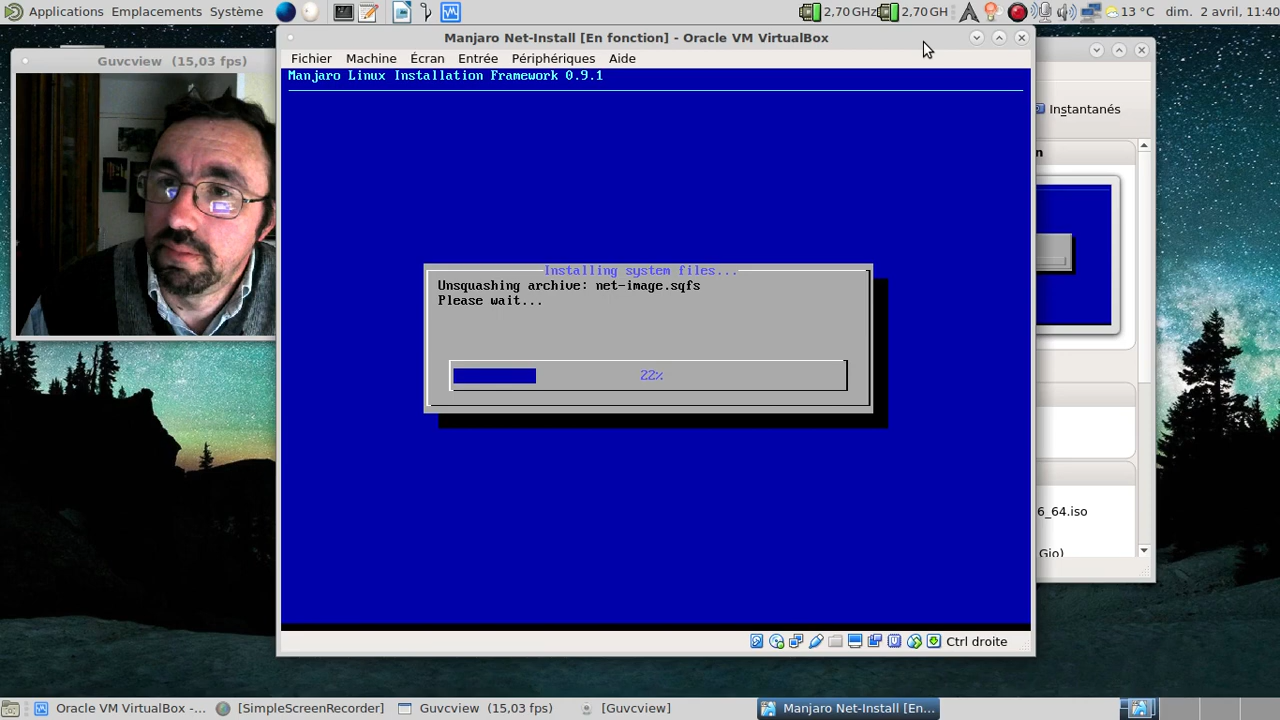 Applications Emplacements Système 2,70 GHz 2,70 GH 13 °C dim. 2 avril, 11:40
Guvcview (15,03 fps)
Manjaro Net-Install [En fonction] - Oracle VM VirtualBox
Fichier Machine Écran Entrée Périphériques Aide
Manjaro Linux Installation Framework 0.9.1
Instantanés
n
Installing system files...
Unsquashing archive: net-image.sqfs
Please wait...
22%
6_64.iso
Gio)
Ctrl droite
Oracle VM VirtualBox -... [SimpleScreenRecorder] Guvcview (15,03 fps) [Guvcview] Manjaro Net-Install [En...